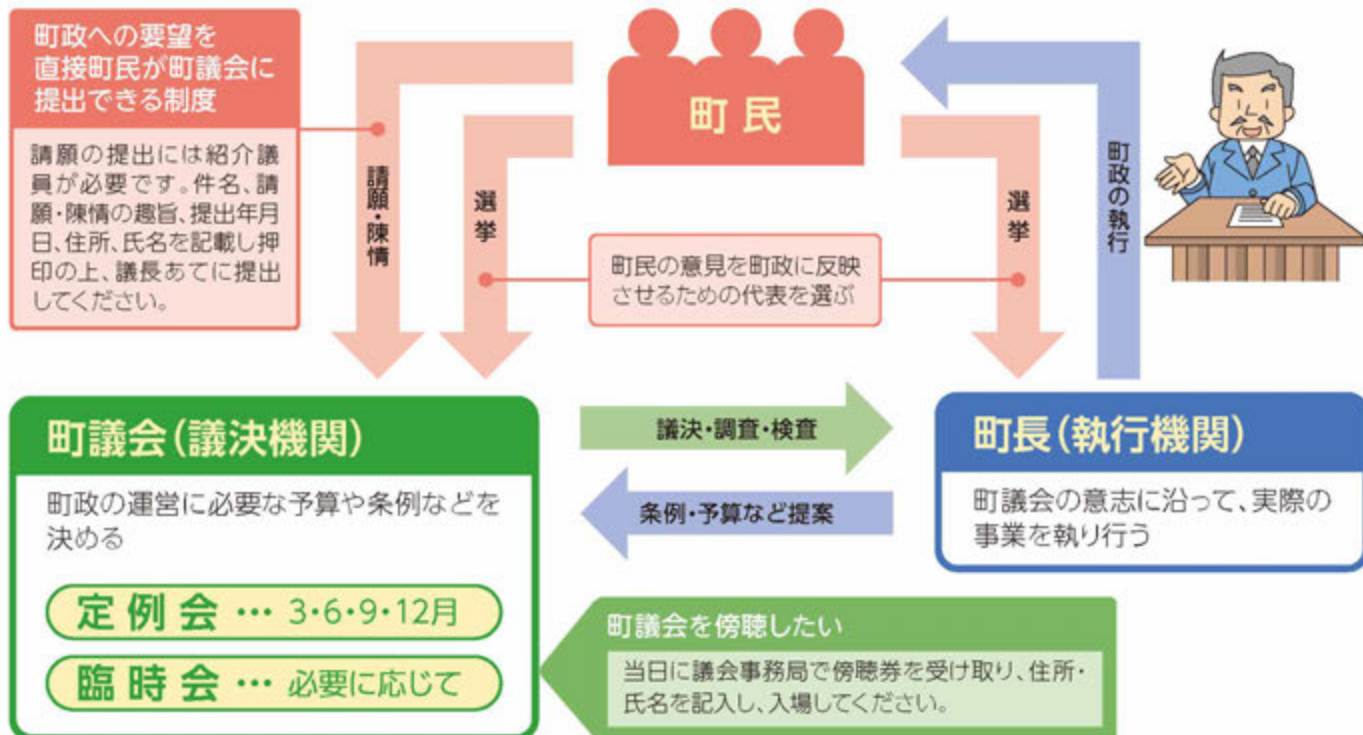 町政への要望を
直接町民が町議会に
提出できる制度
請願の提出には紹介議
員が必要です。件名、請
願・陳情の趣旨、提出年月
日、住所、氏名を記載し押
印の上、議長あてに提出
してください。
町民
請願・陳情
選挙
町民の意見を町政に反映
させるための代表を選ぶ
選挙
町政の執行
町議会(議決機関)
町政の運営に必要な予算や条例などを
決める
定例会 … 3・6・9・12月
臨時会 … 必要に応じて
議決・調査・検査
条例・予算など提案
町長(執行機関)
町議会の意志に沿って、実際の
事業を執り行う
町議会を傍聴したい
当日に議会事務局で傍聴券を受け取り、住所・
氏名を記入し、入場してください。